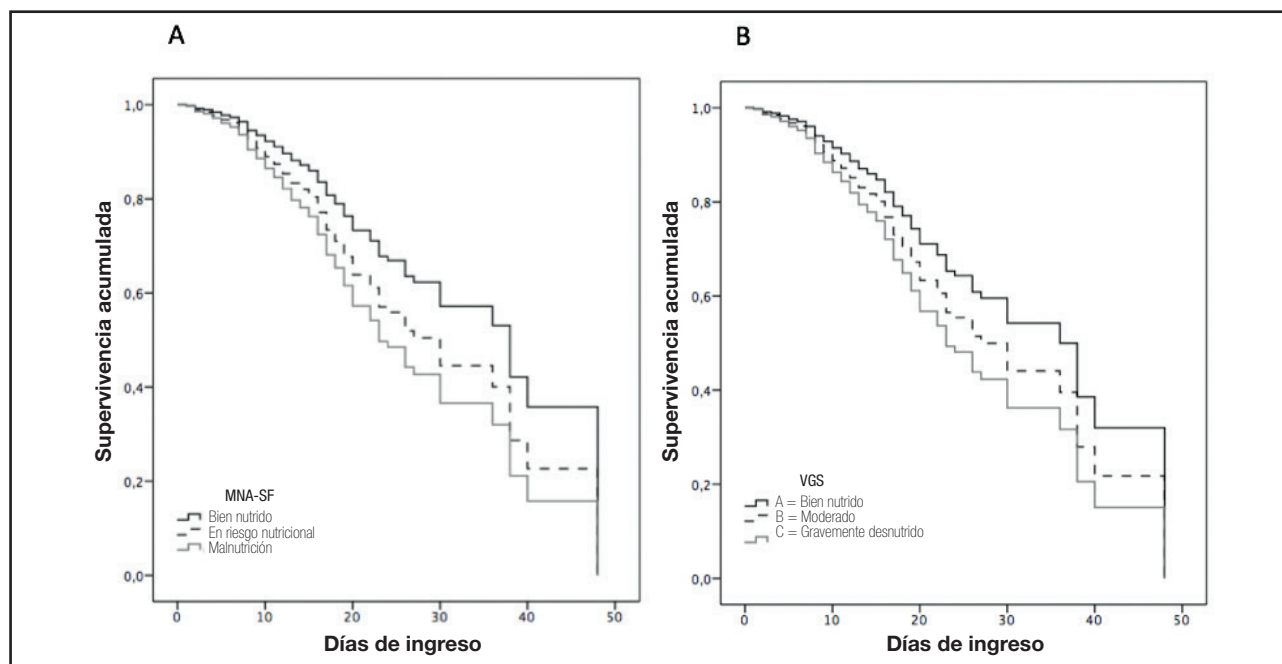 A
Supervivencia acumulada
1,0
0,8
0,6
0,4
0,2
0,0
MNA-SF
Bien nutrido
En riesgo nutricional
Malnutrición
0 10 20 30 40 50
Días de ingreso
B
Supervivencia acumulada
1,0
0,8
0,6
0,4
0,2
0,0
VGS
A = Bien nutrido
B = Moderado
C = Gravemente desnutrido
0 10 20 30 40 50
Días de ingreso